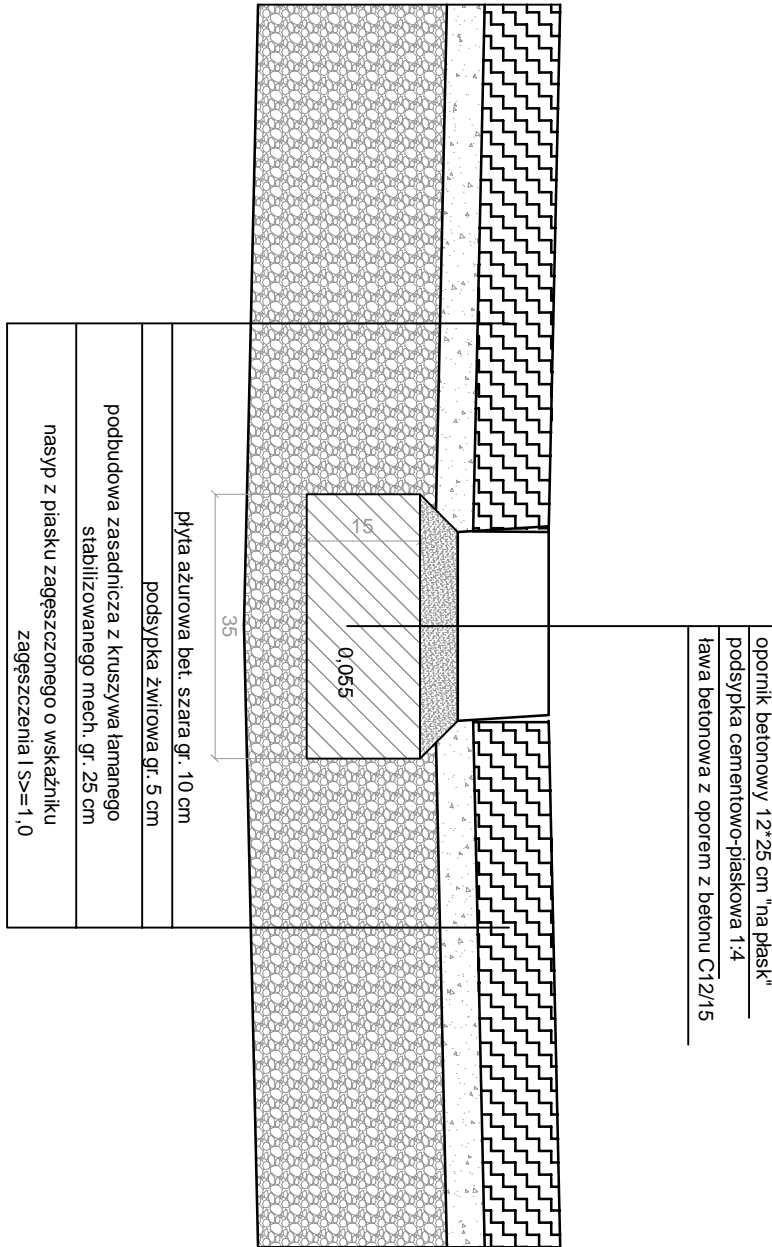 opornik betonowy 12*25 cm "na płask"
podsypka cementowo-piaskowa 1:4
ława betonowa z oporem z betonu C12/15
15
0,055
35
płyta ażurowa bet. szara gr. 10 cm
podsypka żwirowa gr. 5 cm
podbudowa zasadnicza z kruszywa łamanego
stabilizowanego mech. gr. 25 cm
nasyp z piasku zagęszczonego o wskaźniku
zagęszczenia I S>=1,0